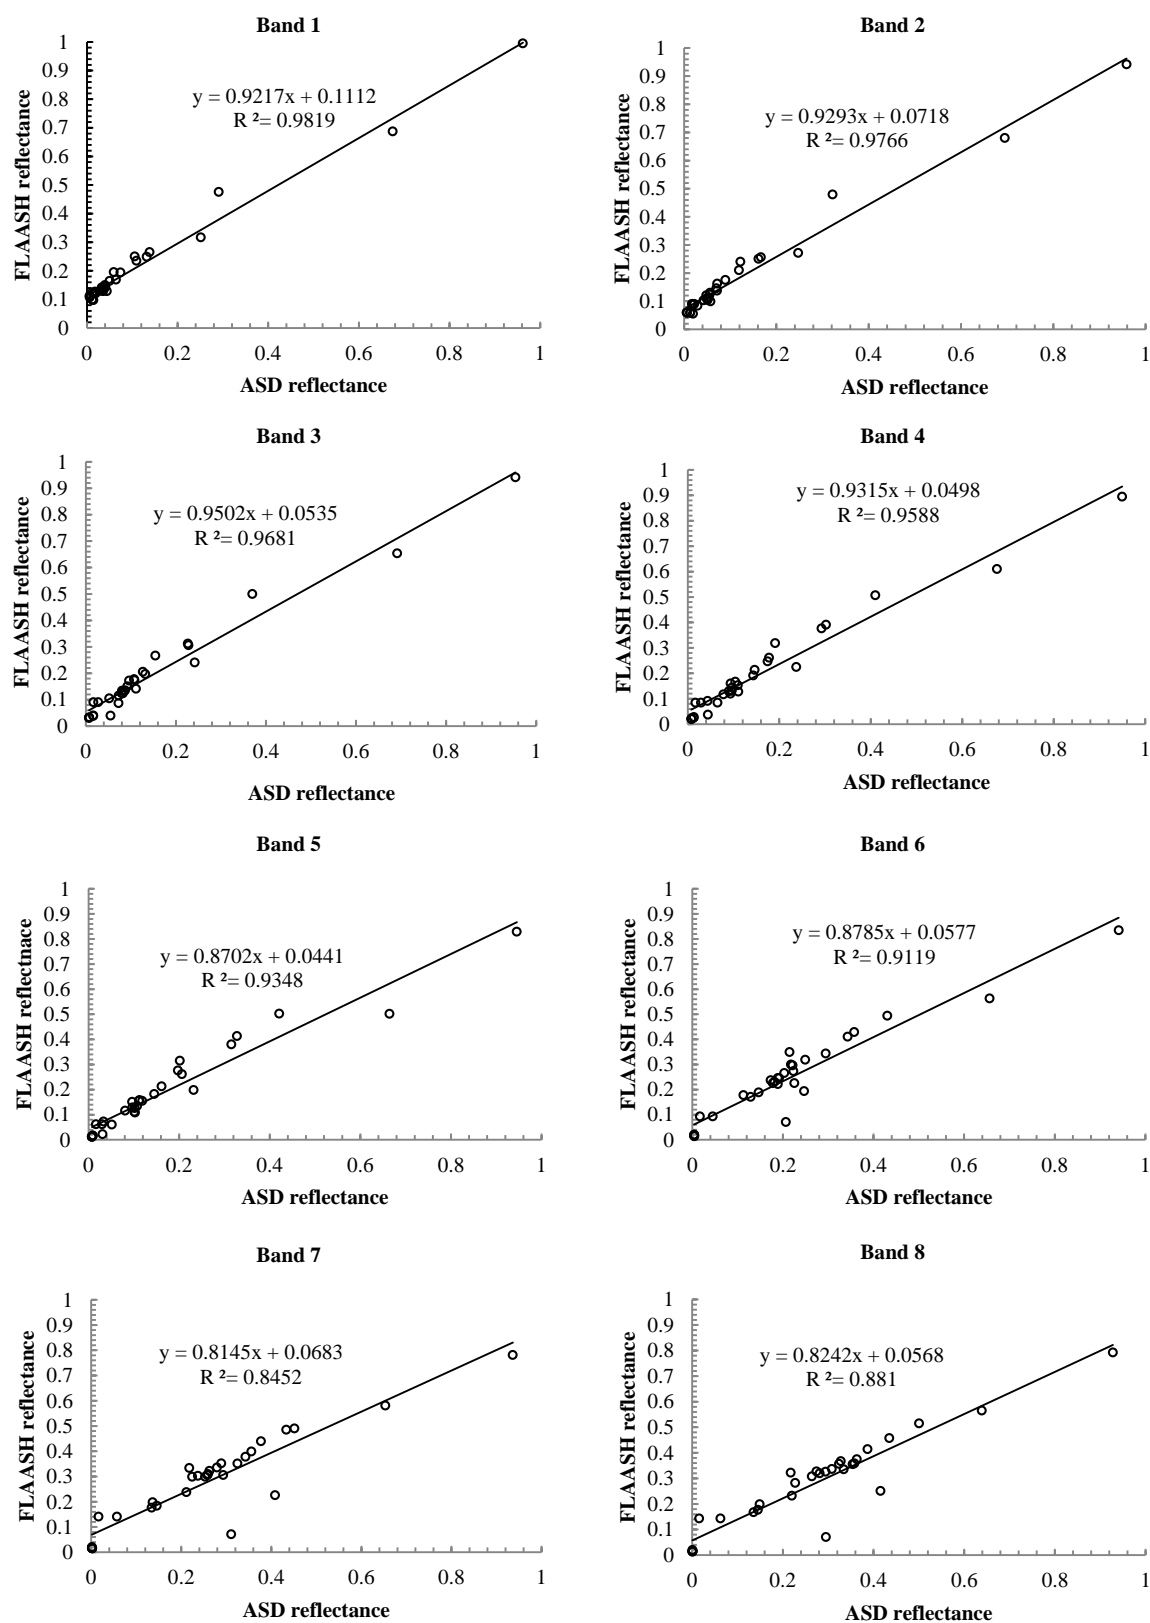 Band 1
1
0.9
0.8
0.7
0.6
0.5
0.4
0.3
0.2
0.1
0
FLAASH reflectance
y = 0.9217x + 0.1112
R ²= 0.9819
0 0.2 0.4 0.6 0.8 1
ASD reflectance
Band 2
1
0.9
0.8
0.7
0.6
0.5
0.4
0.3
0.2
0.1
0
FLAASH reflectance
y = 0.9293x + 0.0718
R ²= 0.9766
0 0.2 0.4 0.6 0.8 1
ASD reflectance
Band 3
1
0.9
0.8
0.7
0.6
0.5
0.4
0.3
0.2
0.1
0
FLAASH reflectance
y = 0.9502x + 0.0535
R ²= 0.9681
0 0.2 0.4 0.6 0.8 1
ASD reflectance
Band 4
1
0.9
0.8
0.7
0.6
0.5
0.4
0.3
0.2
0.1
0
FLAASH reflectance
y = 0.9315x + 0.0498
R ²= 0.9588
0 0.2 0.4 0.6 0.8 1
ASD reflectance
Band 5
1
0.9
0.8
0.7
0.6
0.5
0.4
0.3
0.2
0.1
0
FLAASH reflectnace
y = 0.8702x + 0.0441
R ²= 0.9348
0 0.2 0.4 0.6 0.8 1
ASD reflectance
Band 6
1
0.9
0.8
0.7
0.6
0.5
0.4
0.3
0.2
0.1
0
FLAASH reflectance
y = 0.8785x + 0.0577
R ²= 0.9119
0 0.2 0.4 0.6 0.8 1
ASD reflectance
Band 7
1
0.9
0.8
0.7
0.6
0.5
0.4
0.3
0.2
0.1
0
FLAASH reflectance
y = 0.8145x + 0.0683
R ²= 0.8452
0 0.2 0.4 0.6 0.8 1
ASD reflectance
Band 8
1
0.9
0.8
0.7
0.6
0.5
0.4
0.3
0.2
0.1
0
FLAASH reflectance
y = 0.8242x + 0.0568
R ²= 0.881
0 0.2 0.4 0.6 0.8 1
ASD reflectance